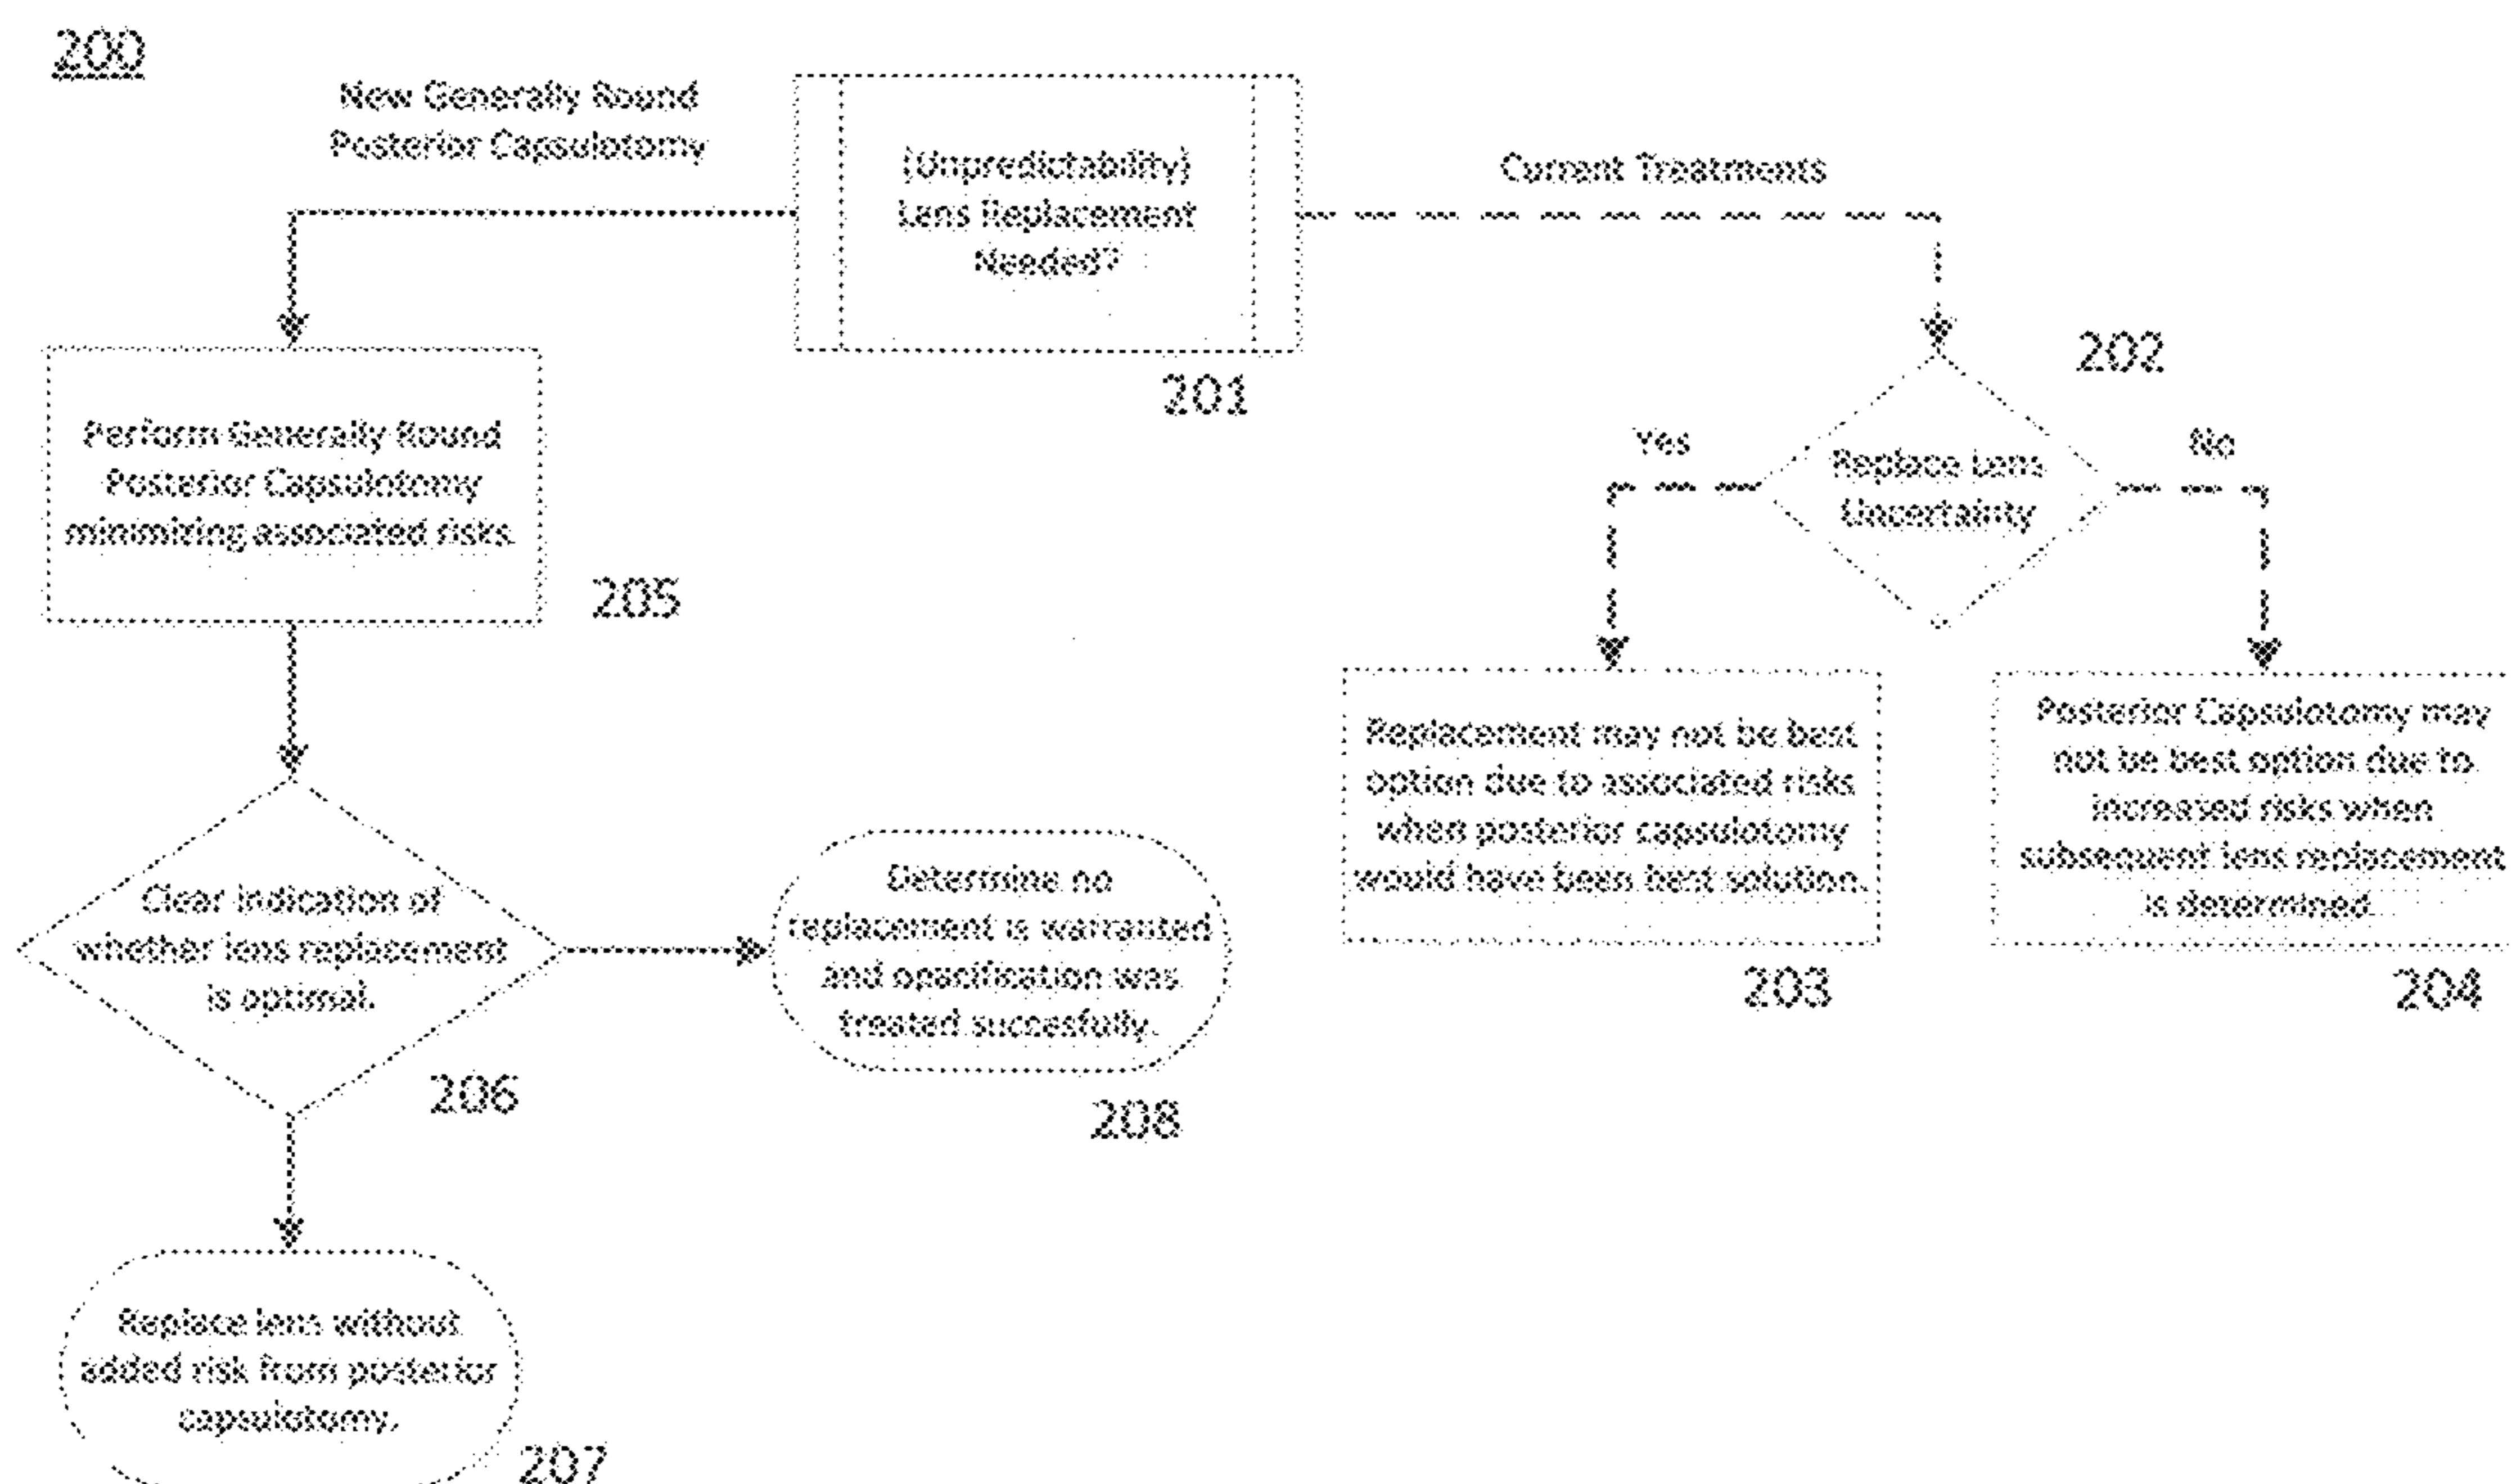 200
New Generally Round
Posterior Capsulotomy
(Unpredictability)
Lens Replacement
Needed?
201
Current Treatments
202
Replace Lens
Uncertainty
Yes
No
Perform Generally Round
Posterior Capsulotomy
minimizing associated risks.
205
Replacement may not be best
option due to associated risks
when posterior capsulotomy
would have been best solution.
203
Posterior Capsulotomy may
not be best option due to
increased risks when
subsequent lens replacement
is determined
204
Clear indication of
whether lens replacement
is optimal.
206
Determine no
replacement is warranted
and opacification was
treated succesfully.
208
Replace lens without
added risk from posterior
capsulotomy.
207